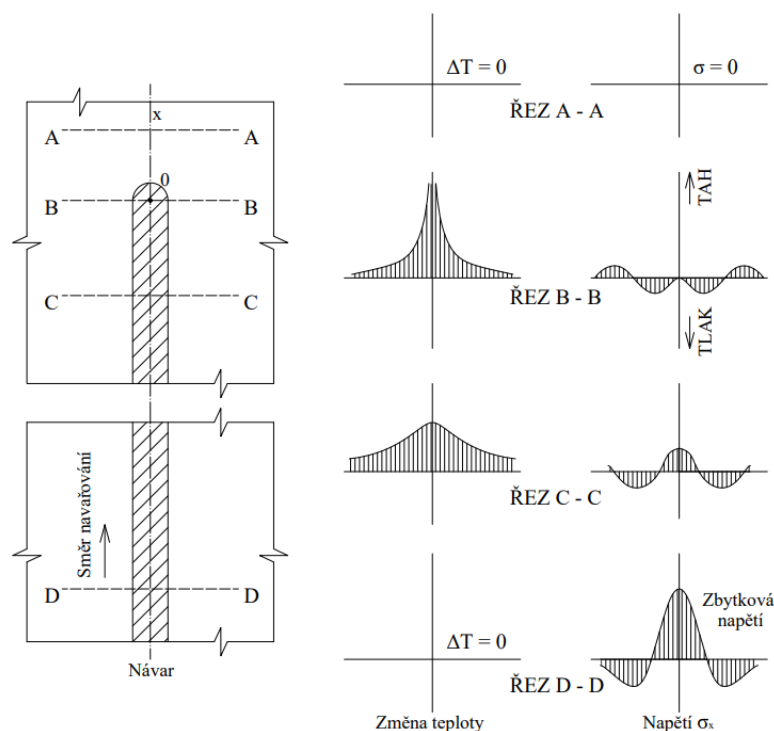 ΔT = 0
σ = 0
ŘEZ A - A
x
A
A
0
B
B
TAH
ŘEZ B - B
TLAK
C
C
ŘEZ C - C
Směr navařování
D
D
Návar
ΔT = 0
Zbytková
napětí
ŘEZ D - D
Změna teploty
Napětí σₓ